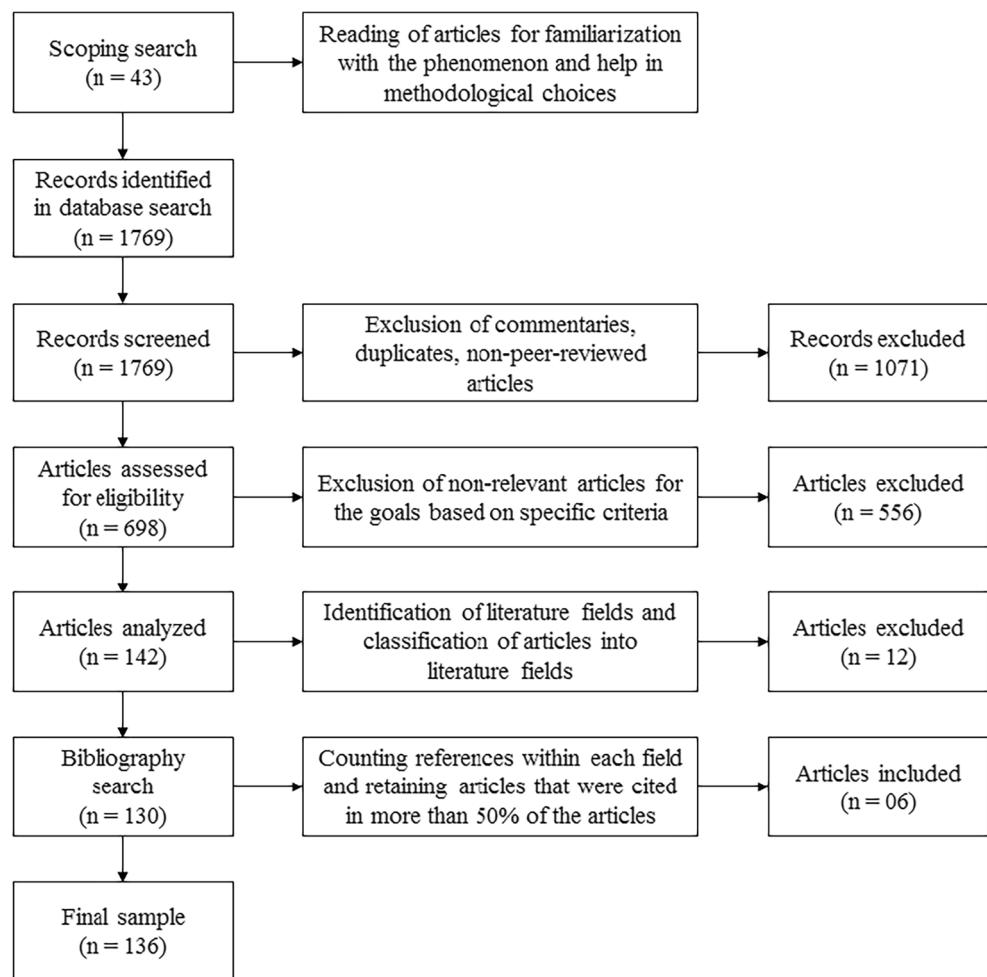 Scoping search
(n = 43)
Reading of articles for familiarization
with the phenomenon and help in
methodological choices
Records identified
in database search
(n = 1769)
Records screened
(n = 1769)
Exclusion of commentaries,
duplicates, non-peer-reviewed
articles
Records excluded
(n = 1071)
Articles assessed
for eligibility
(n = 698)
Exclusion of non-relevant articles for
the goals based on specific criteria
Articles excluded
(n = 556)
Articles analyzed
(n = 142)
Identification of literature fields and
classification of articles into
literature fields
Articles excluded
(n = 12)
Bibliography
search
(n = 130)
Counting references within each field
and retaining articles that were cited
in more than 50% of the articles
Articles included
(n = 06)
Final sample
(n = 136)